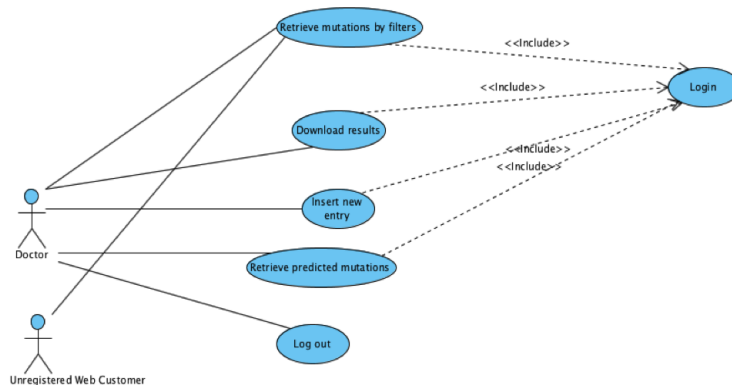 Retrieve mutations by filters
<<Include>>
Login
<<Include>>
Download results
<<Include>>
<<Include>>
Insert new
entry
Doctor
Retrieve predicted mutations
Log out
Unregistered Web Customer